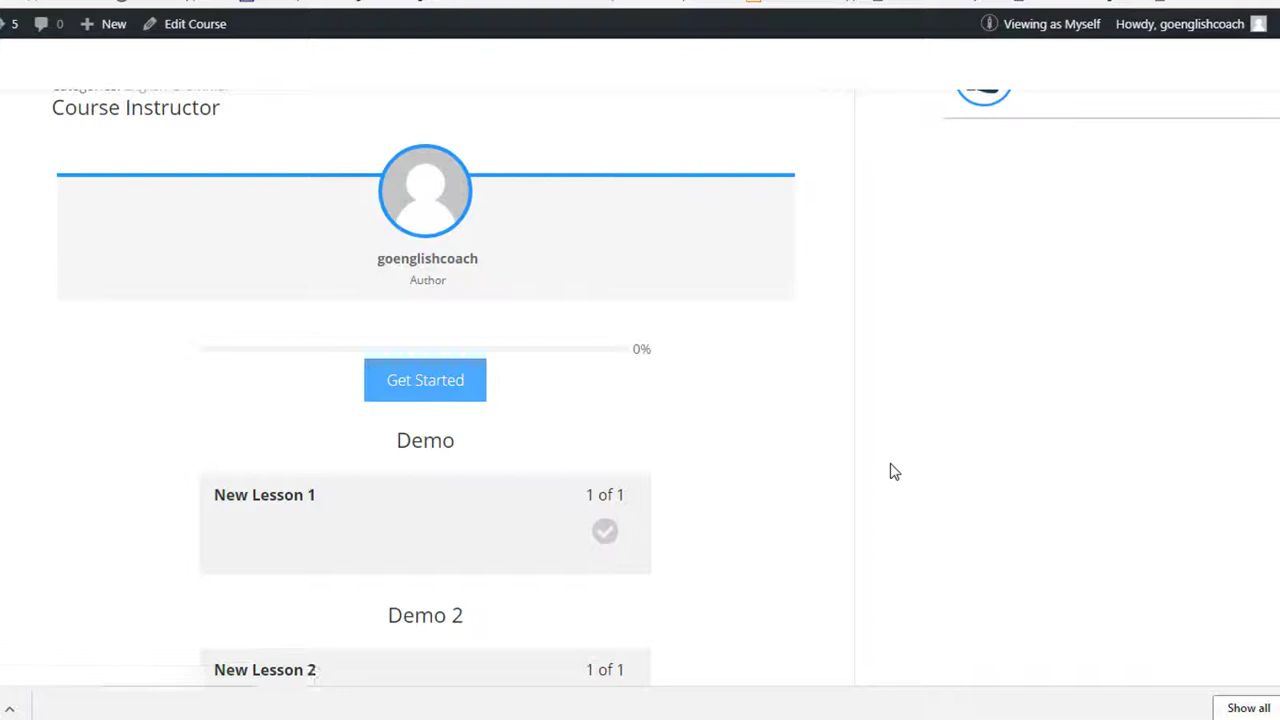 5 0 New Edit Course Viewing as Myself Howdy, goenglishcoach
Course Instructor
goenglishcoach
Author
0%
Get Started
Demo
New Lesson 1 1 of 1
Demo 2
New Lesson 2 1 of 1
Show all